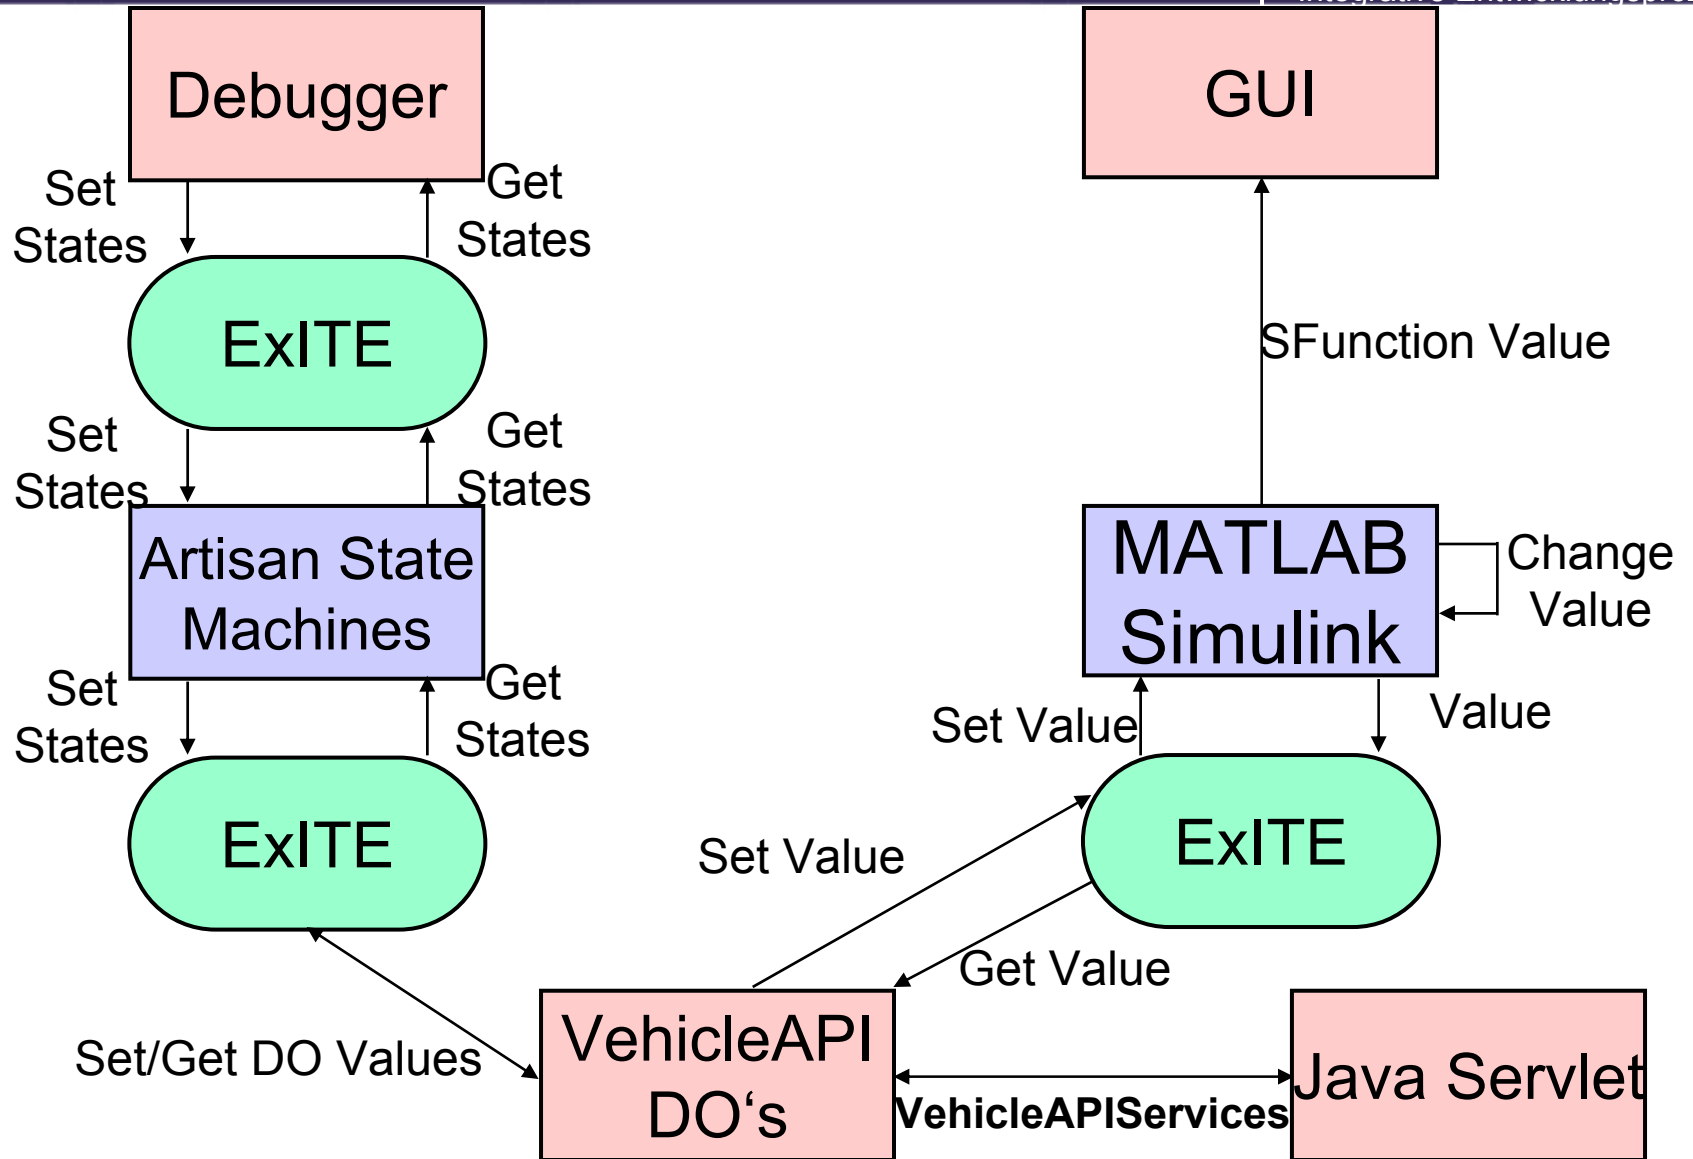 Debugger
GUI
Set
States
Get
States
ExITE
SFunction Value
Set
States
Get
States
Artisan State
Machines
MATLAB
Simulink
Change
Value
Set
States
Get
States
Set Value
Value
ExITE
Set Value
ExITE
Get Value
Set/Get DO Values
VehicleAPI
DO‘s
VehicleAPIServices
Java Servlet